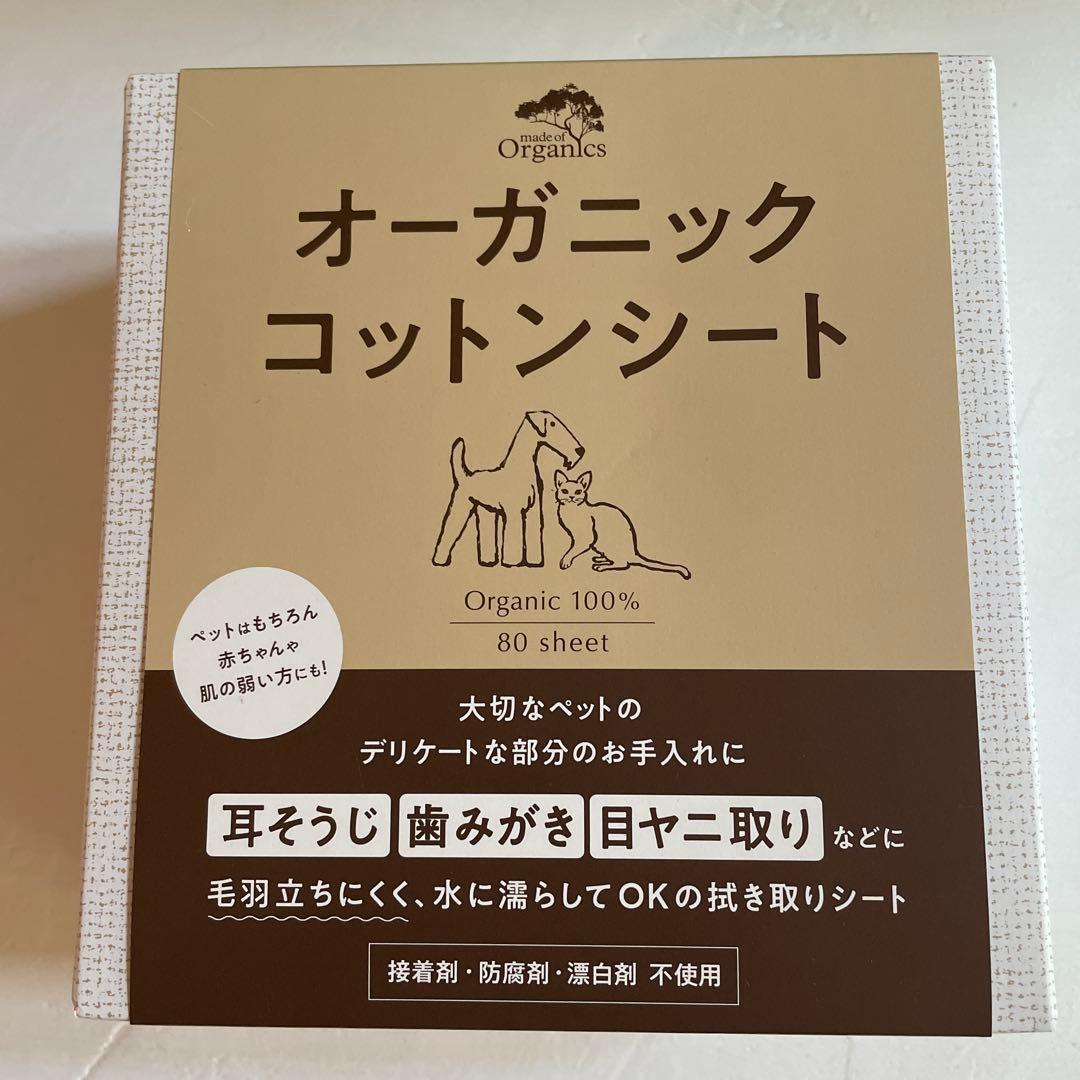 made of
Organics
オーガニック
コットンシート
Organic 100%
80 sheet
ペットはもちろん
赤ちゃんや
肌の弱い方にも!
大切なペットの
デリケートな部分のお手入れに
耳そうじ 歯みがき 目ヤニ取り などに
毛羽立ちにくく、水に濡らしてOKの拭き取りシート
接着剤・防腐剤・漂白剤 不使用